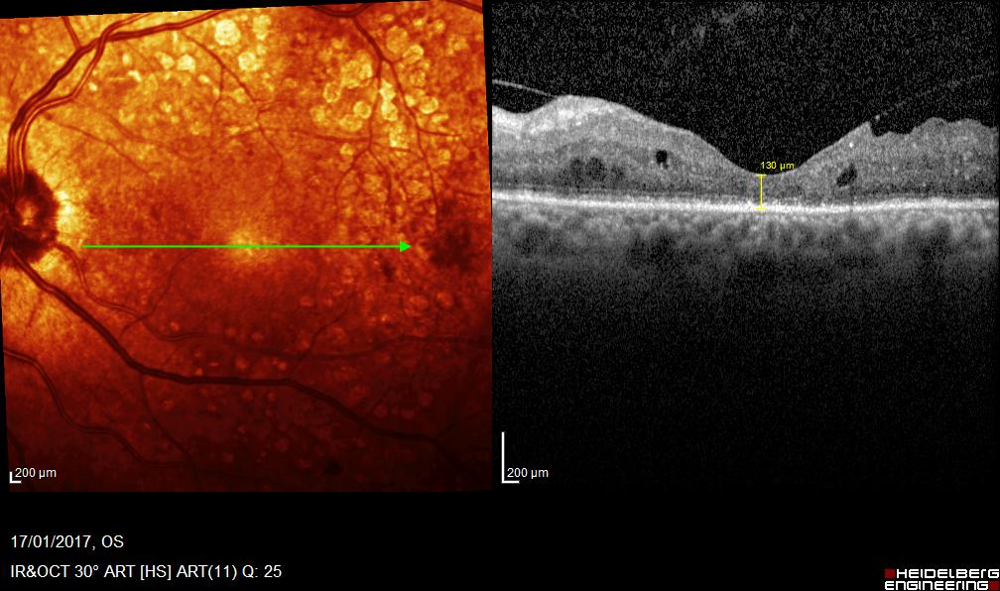 130 µm
200 µm
200 µm
17/01/2017, OS
IR&OCT 30° ART [HS] ART(11) Q: 25
HEIDELBERG
ENGINEERING